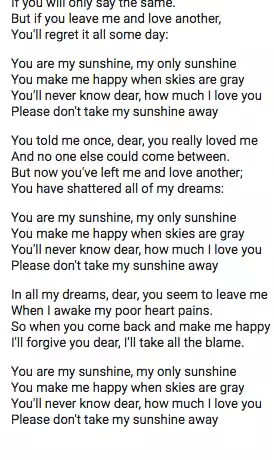 If you will only say the same.
But if you leave me and love another,
You'll regret it all some day:
You are my sunshine, my only sunshine
You make me happy when skies are gray
You'll never know dear, how much I love you
Please don't take my sunshine away
You told me once, dear, you really loved me
And no one else could come between.
But now you've left me and love another;
You have shattered all of my dreams:
You are my sunshine, my only sunshine
You make me happy when skies are gray
You'll never know dear, how much I love you
Please don't take my sunshine away
In all my dreams, dear, you seem to leave me
When I awake my poor heart pains.
So when you come back and make me happy
I'll forgive you dear, I'll take all the blame.
You are my sunshine, my only sunshine
You make me happy when skies are gray
You'll never know dear, how much I love you
Please don't take my sunshine away